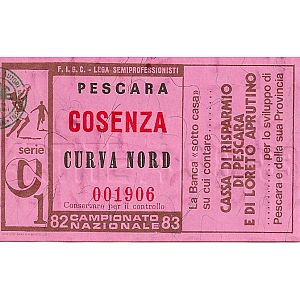 F.I.G.C. - LEGA SEMIPROFESSIONISTI
PESCARA
COSENZA
CURVA NORD
001906
serie
C1
82 CAMPIONATO NAZIONALE 83
Conservare per il controllo
La Banca «sotto casa»
su cui contare ......
CASSA DI RISPARMIO
DI PESCARA
E DI LORETO APRUTINO
...... per lo sviluppo di
Pescara e della sua Provincia